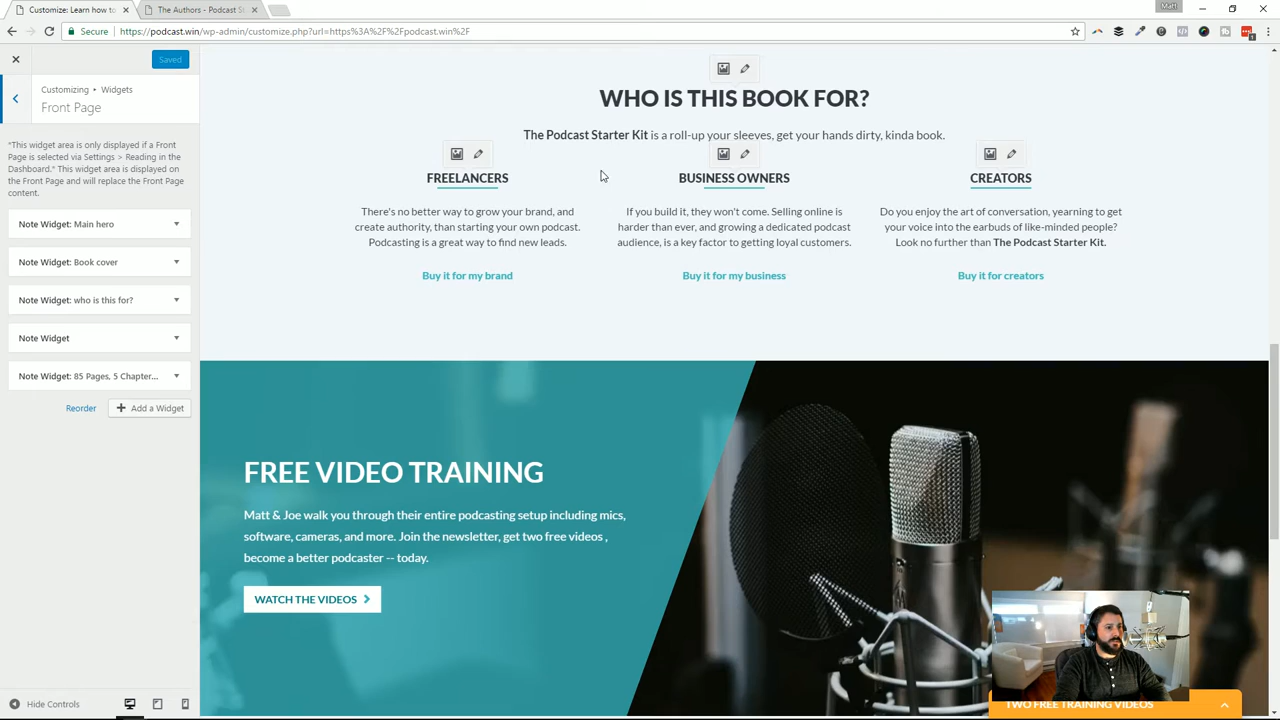 Customize: Learn how to
The Authors - Podcast St
Matt
Secure
https://podcast.win/wp-admin/customize.php?url=https%3A%2F%2Fpodcast.win%2F
Saved
Customizing • Widgets
Front Page
"This widget area is only displayed if a Front
Page is selected via Settings > Reading in the
Dashboard." This widget area is displayed on
the Front Page and will replace the Front Page
content.
Note Widget: Main hero
Note Widget: Book cover
Note Widget: who is this for?
Note Widget
Note Widget: 85 Pages, 5 Chapter...
Reorder
Add a Widget
Hide Controls
WHO IS THIS BOOK FOR?
The Podcast Starter Kit is a roll-up your sleeves, get your hands dirty, kinda book.
FREELANCERS
There's no better way to grow your brand, and
create authority, than starting your own podcast.
Podcasting is a great way to find new leads.
Buy it for my brand
BUSINESS OWNERS
If you build it, they won't come. Selling online is
harder than ever, and growing a dedicated podcast
audience, is a key factor to getting loyal customers.
Buy it for my business
CREATORS
Do you enjoy the art of conversation, yearning to get
your voice into the earbuds of like-minded people?
Look no further than The Podcast Starter Kit.
Buy it for creators
FREE VIDEO TRAINING
Matt & Joe walk you through their entire podcasting setup including mics,
software, cameras, and more. Join the newsletter, get two free videos ,
become a better podcaster -- today.
WATCH THE VIDEOS
TWO FREE TRAINING VIDEOS